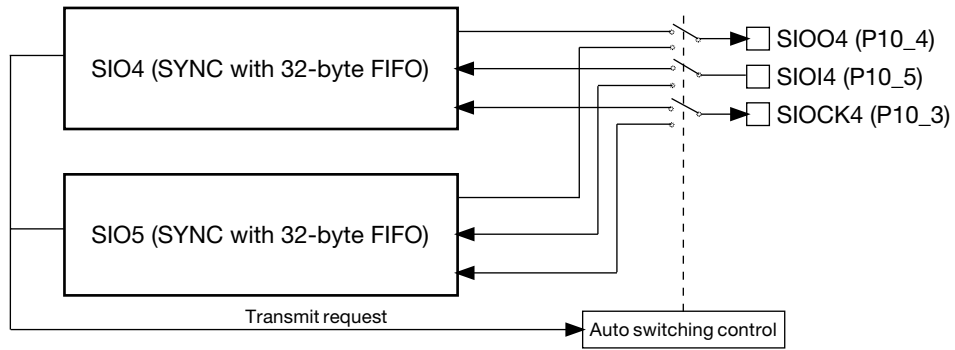 SIO4 (SYNC with 32-byte FIFO)
SIOO4 (P10_4)
SIOI4 (P10_5)
SIOCK4 (P10_3)
SIO5 (SYNC with 32-byte FIFO)
Transmit request
Auto switching control